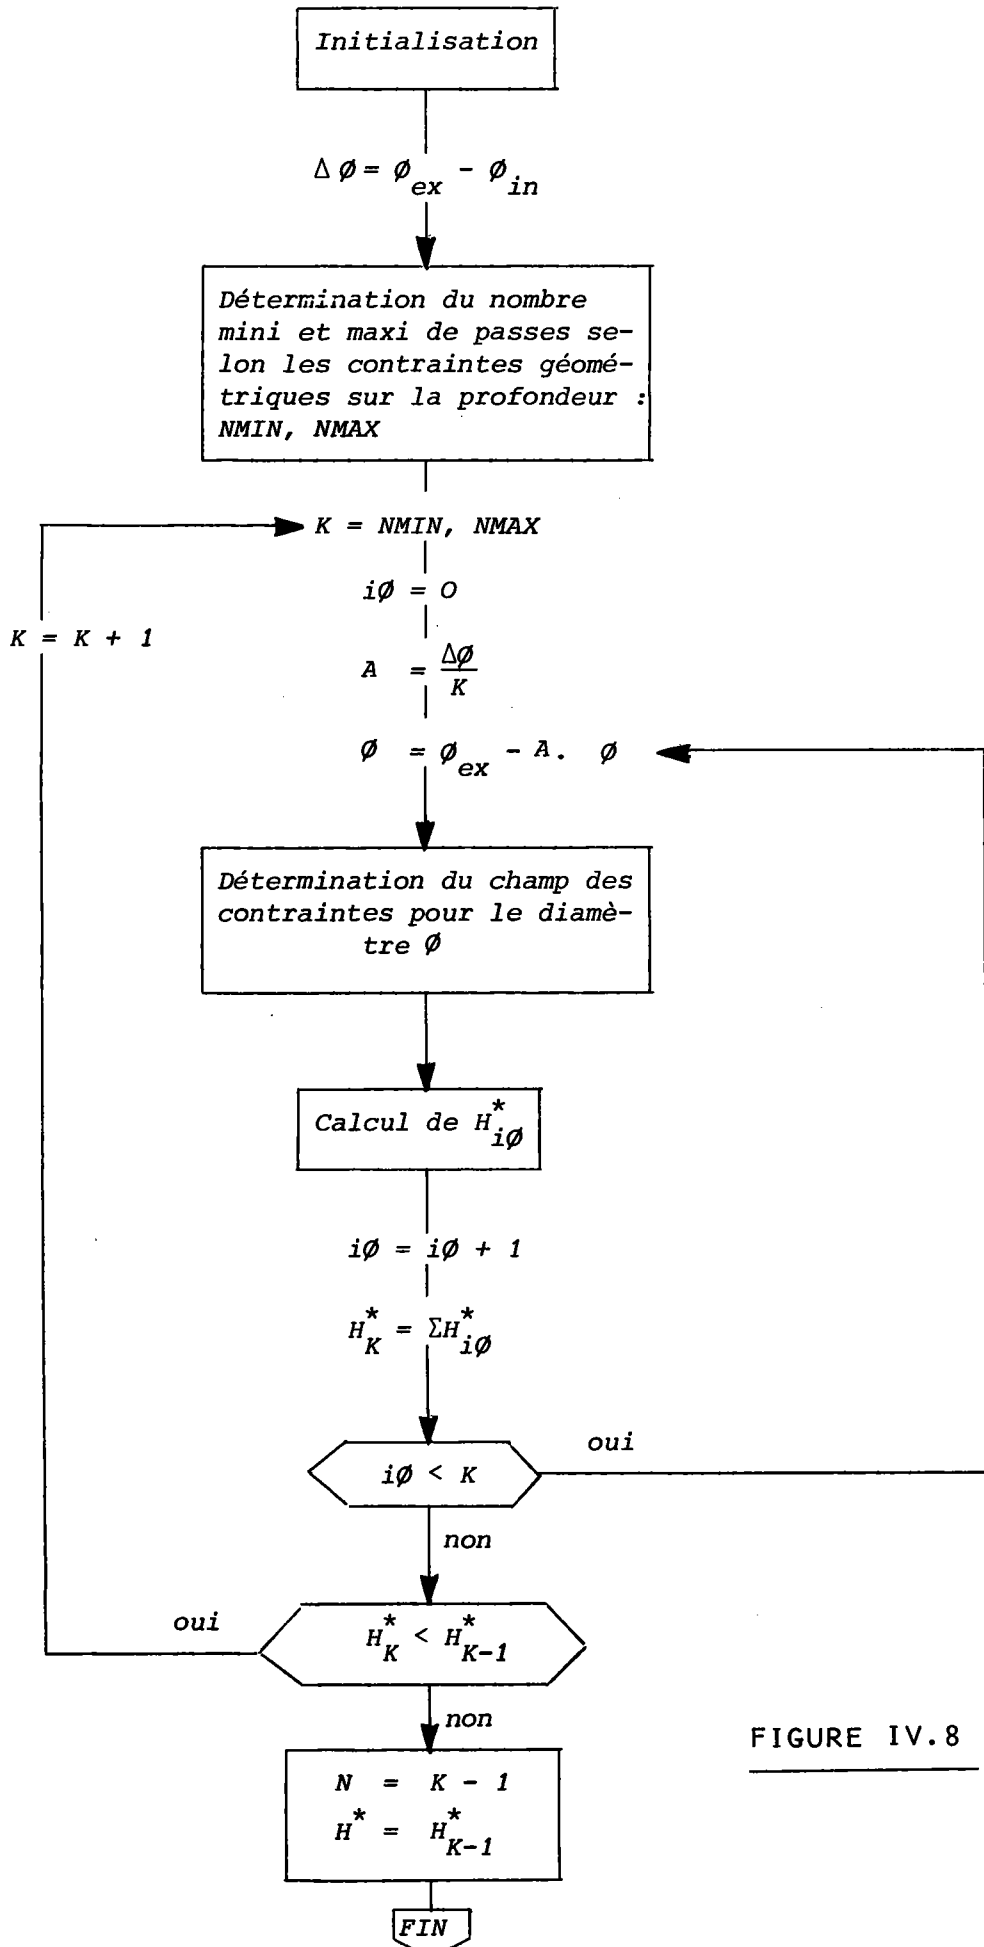 Initialisation
Δ Ø = Ø_ex - Ø_in
Détermination du nombre
mini et maxi de passes se-
lon les contraintes géomé-
triques sur la profondeur :
NMIN, NMAX
K = NMIN, NMAX
iØ = O
K = K + 1
A = ΔØ/K
Ø = Ø_ex - A. Ø
Détermination du champ des
contraintes pour le diamè-
tre Ø
Calcul de H*_iØ
iØ = iØ + 1
H*_K = ΣH*_iØ
oui
iØ < K
non
oui
H*_K < H*_K-1
non
FIGURE IV.8
N = K - 1
H* = H*_K-1
FIN